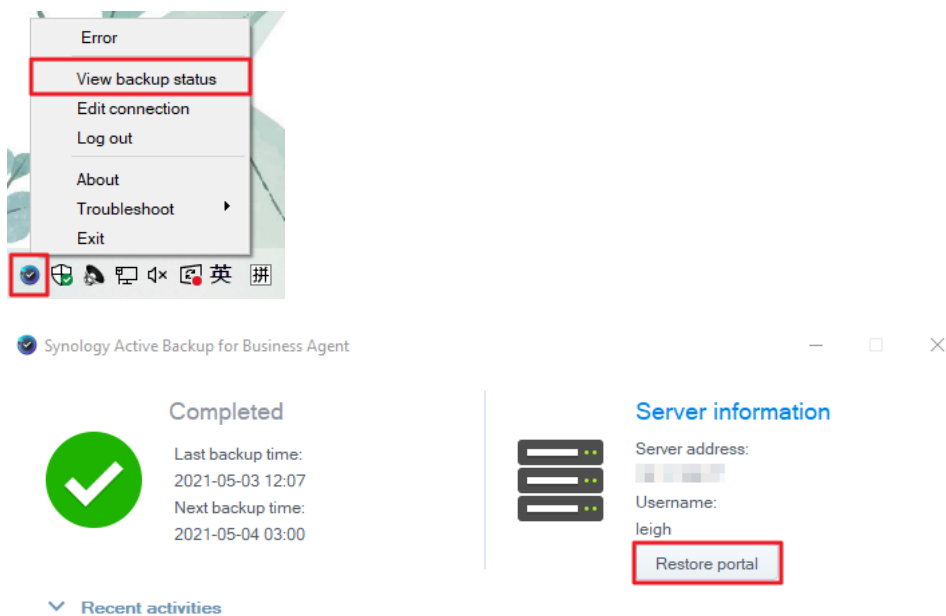 Error
View backup status
Edit connection
Log out
About
Troubleshoot
Exit
英 拼
Synology Active Backup for Business Agent
Completed
Last backup time:
2021-05-03 12:07
Next backup time:
2021-05-04 03:00
Server information
Server address:
Username:
leigh
Restore portal
Recent activities